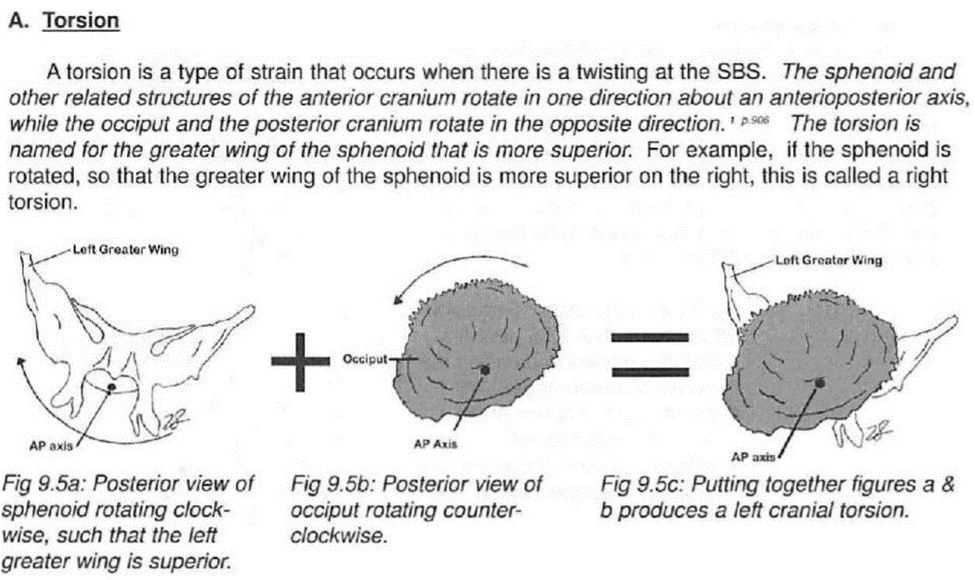 A. Torsion
A torsion is a type of strain that occurs when there is a twisting at the SBS. The sphenoid and
other related structures of the anterior cranium rotate in one direction about an anterioposterior axis,
while the occiput and the posterior cranium rotate in the opposite direction. ¹ p.906 The torsion is
named for the greater wing of the sphenoid that is more superior. For example, if the sphenoid is
rotated, so that the greater wing of the sphenoid is more superior on the right, this is called a right
torsion.
Left Greater Wing
AP axis
Occiput
AP Axis
Left Greater Wing
AP axis
Fig 9.5a: Posterior view of
sphenoid rotating clock-
wise, such that the left
greater wing is superior.
Fig 9.5b: Posterior view of
occiput rotating counter-
clockwise.
Fig 9.5c: Putting together figures a &
b produces a left cranial torsion.